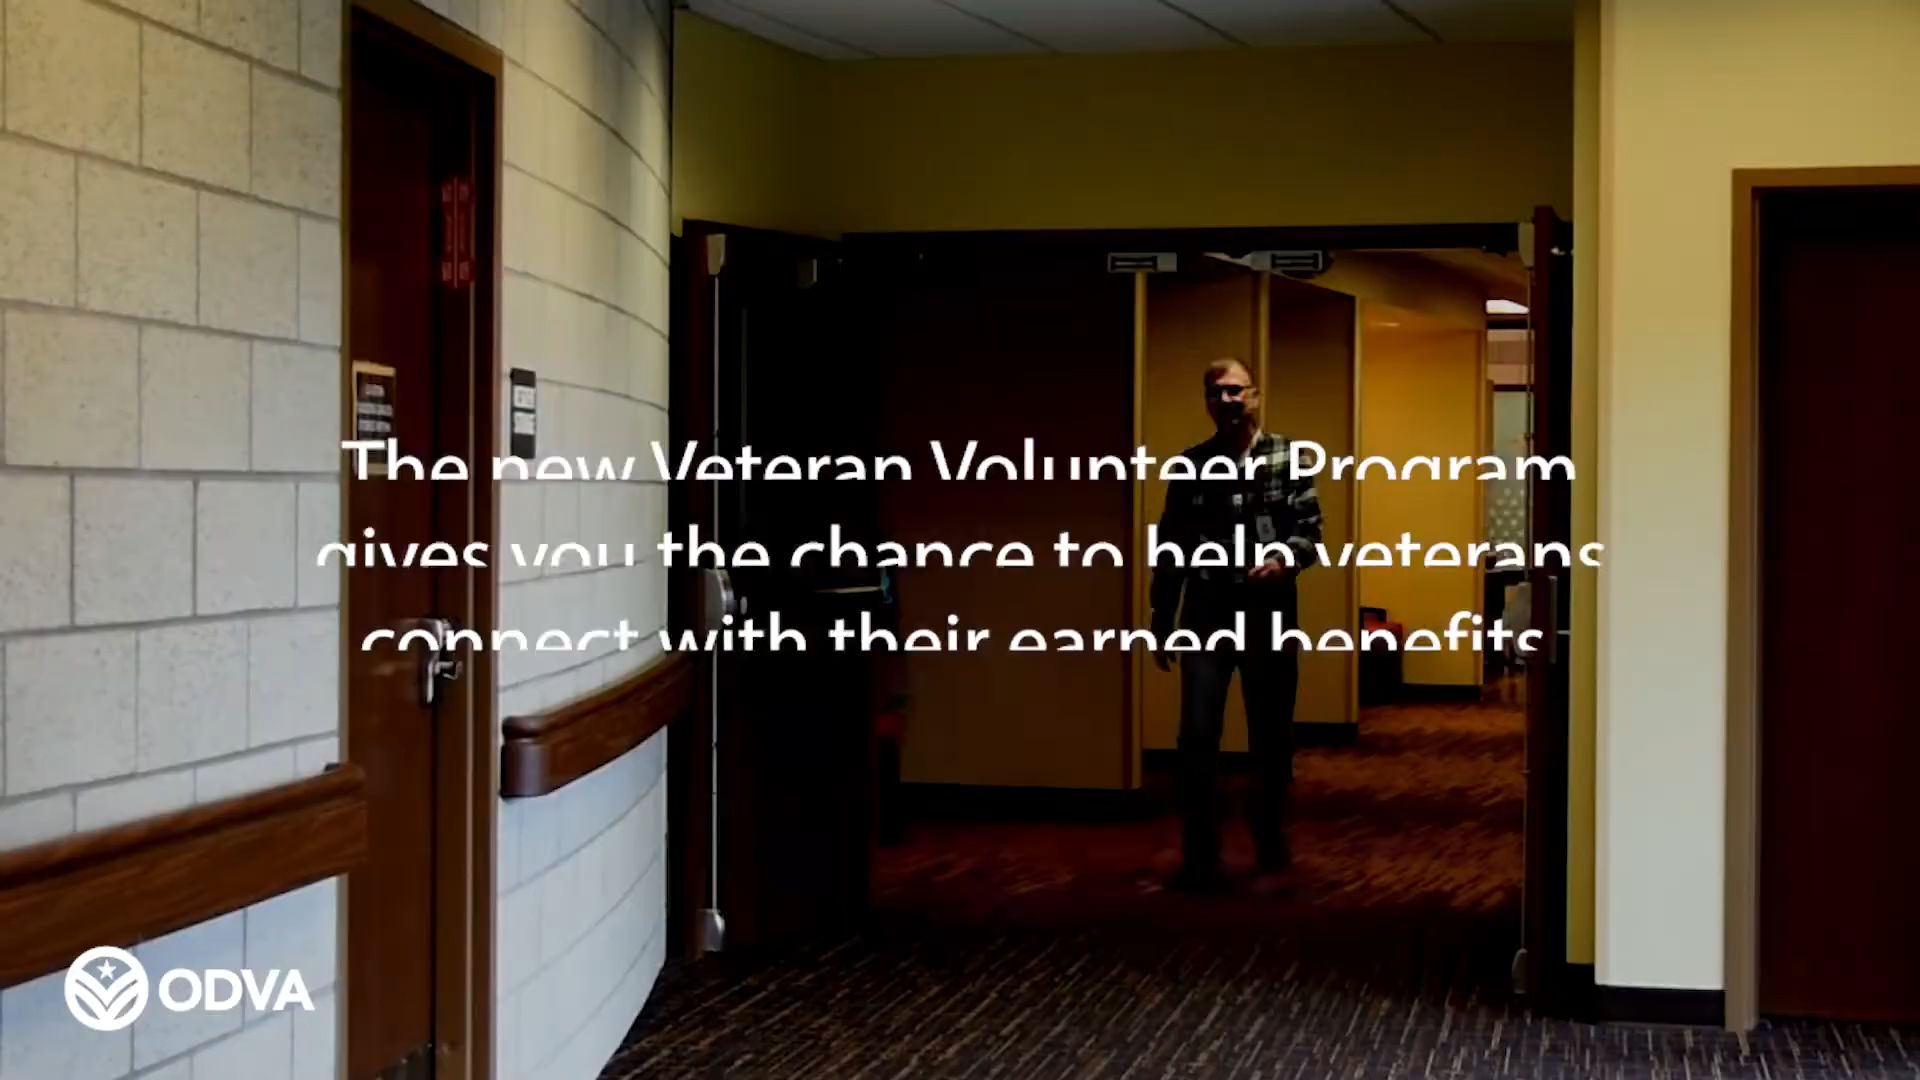 The new Veteran Volunteer Program
gives you the chance to help veterans
connect with their earned benefits
ODVA